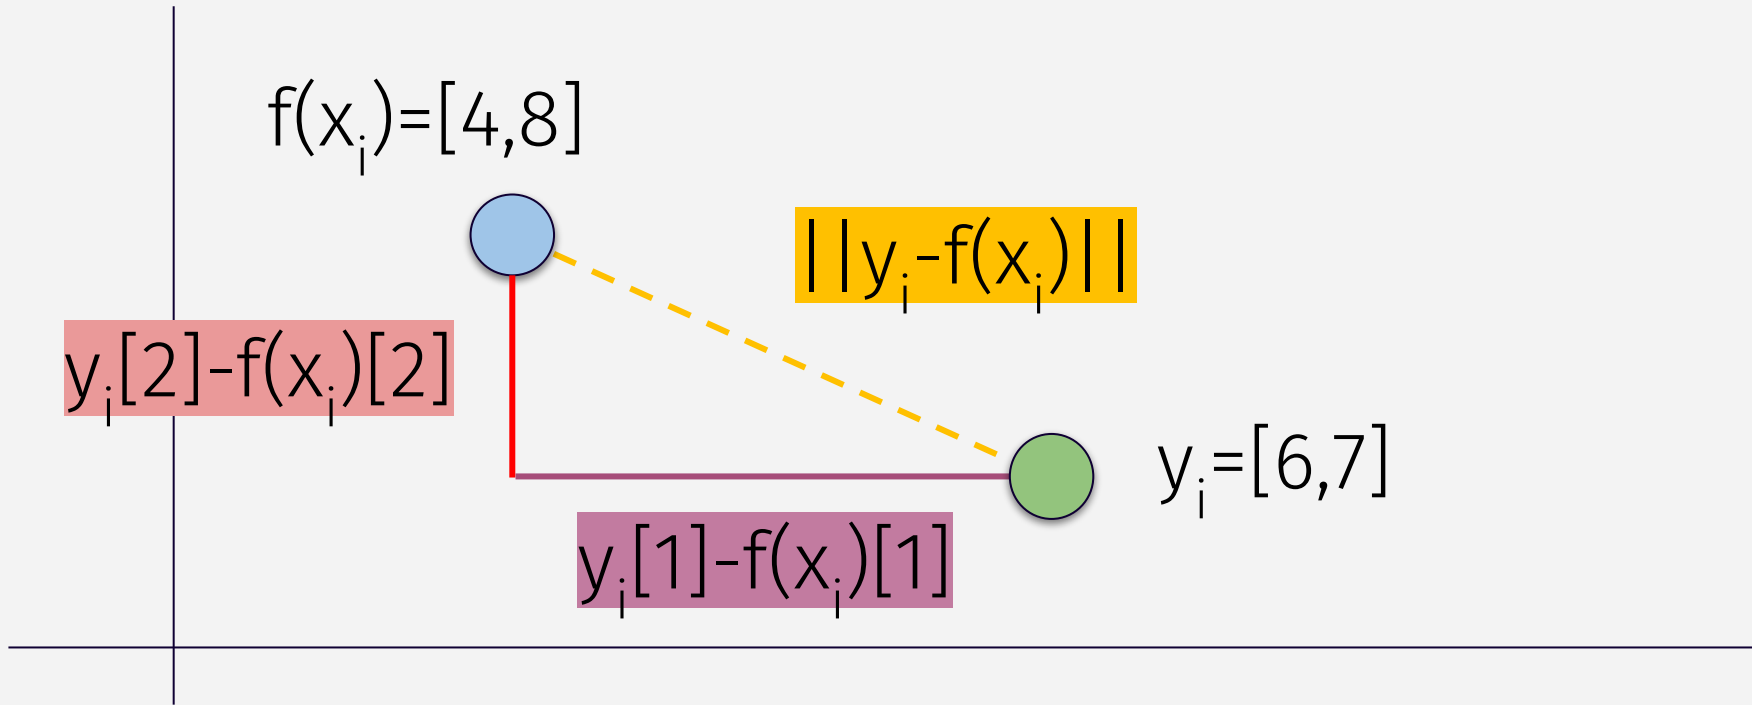 f(xᵢ)=[4,8]
||yᵢ-f(xᵢ)||
yᵢ[2]-f(xᵢ)[2]
yᵢ=[6,7]
yᵢ[1]-f(xᵢ)[1]